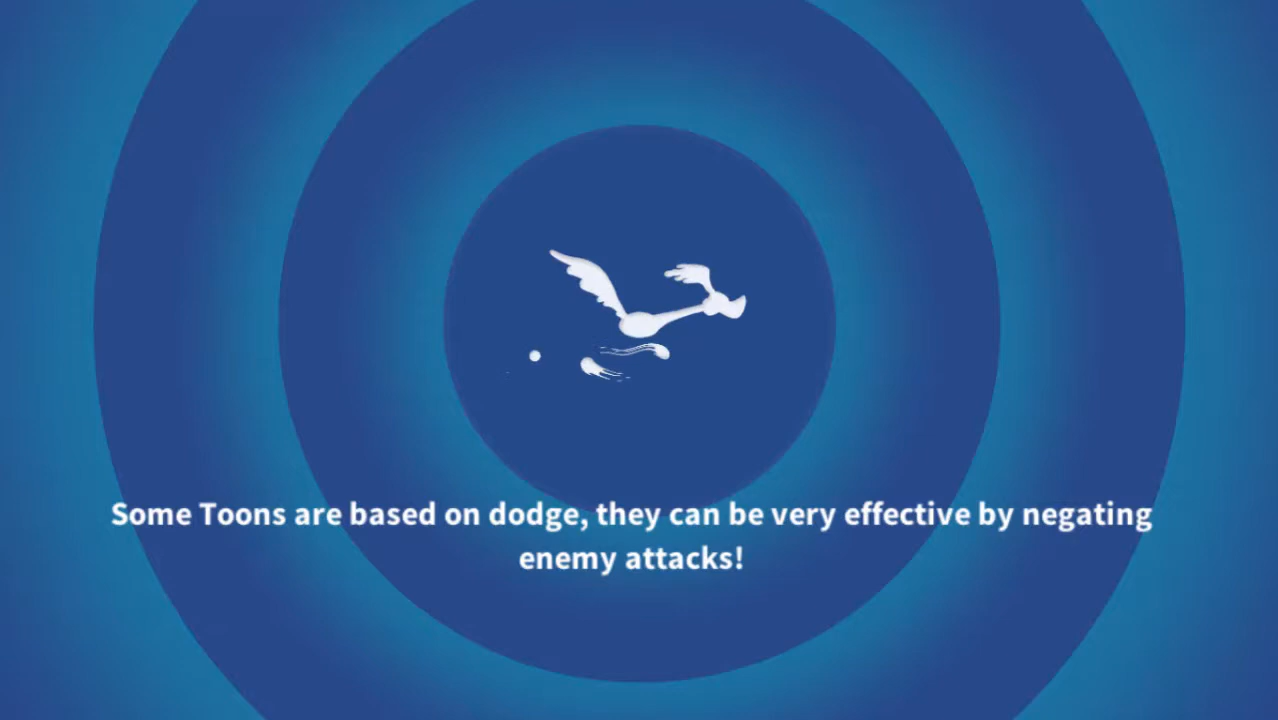 Some Toons are based on dodge, they can be very effective by negating
enemy attacks!